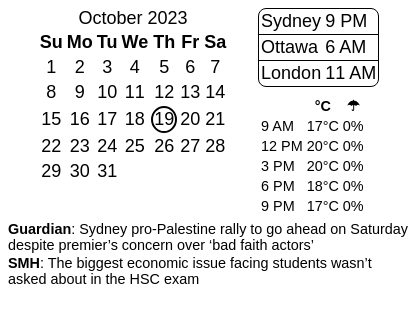 October 2023
Su Mo Tu We Th Fr Sa
1 2 3 4 5 6 7
8 9 10 11 12 13 14
15 16 17 18 19 20 21
22 23 24 25 26 27 28
29 30 31
Sydney 9 PM
Ottawa 6 AM
London 11 AM
°C ☂
9 AM 17°C 0%
12 PM 20°C 0%
3 PM 20°C 0%
6 PM 18°C 0%
9 PM 17°C 0%
Guardian: Sydney pro-Palestine rally to go ahead on Saturday
despite premier’s concern over ‘bad faith actors’
SMH: The biggest economic issue facing students wasn’t
asked about in the HSC exam